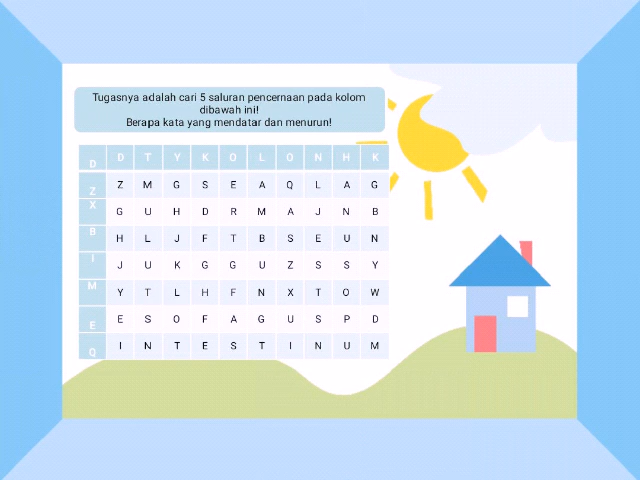 Tugasnya adalah cari 5 saluran pencernaan pada kolom
dibawah ini!
Berapa kata yang mendatar dan menurun!
D D T Y K O L O N H K
Z Z M G S E A Q L A G
X G U H D R M A J N B
B H L J F T B S E U N
I J U K G G U Z S S Y
M Y T L H F N X T O W
E E S O F A G U S P D
Q I N T E S T I N U M